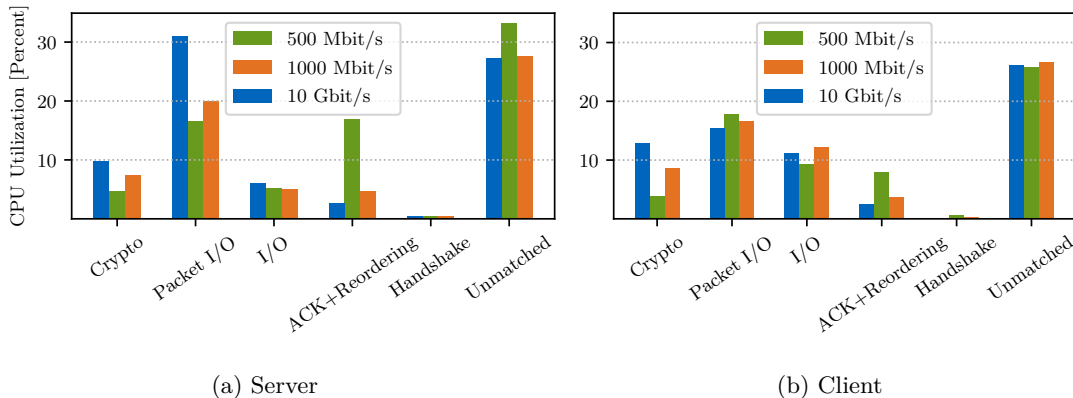 CPU Utilization [Percent]
30
20
10
500 Mbit/s
1000 Mbit/s
10 Gbit/s
Crypto
Packet I/O
I/O
ACK+Reordering
Handshake
Unmatched
(a) Server
30
20
10
500 Mbit/s
1000 Mbit/s
10 Gbit/s
Crypto
Packet I/O
I/O
ACK+Reordering
Handshake
Unmatched
(b) Client